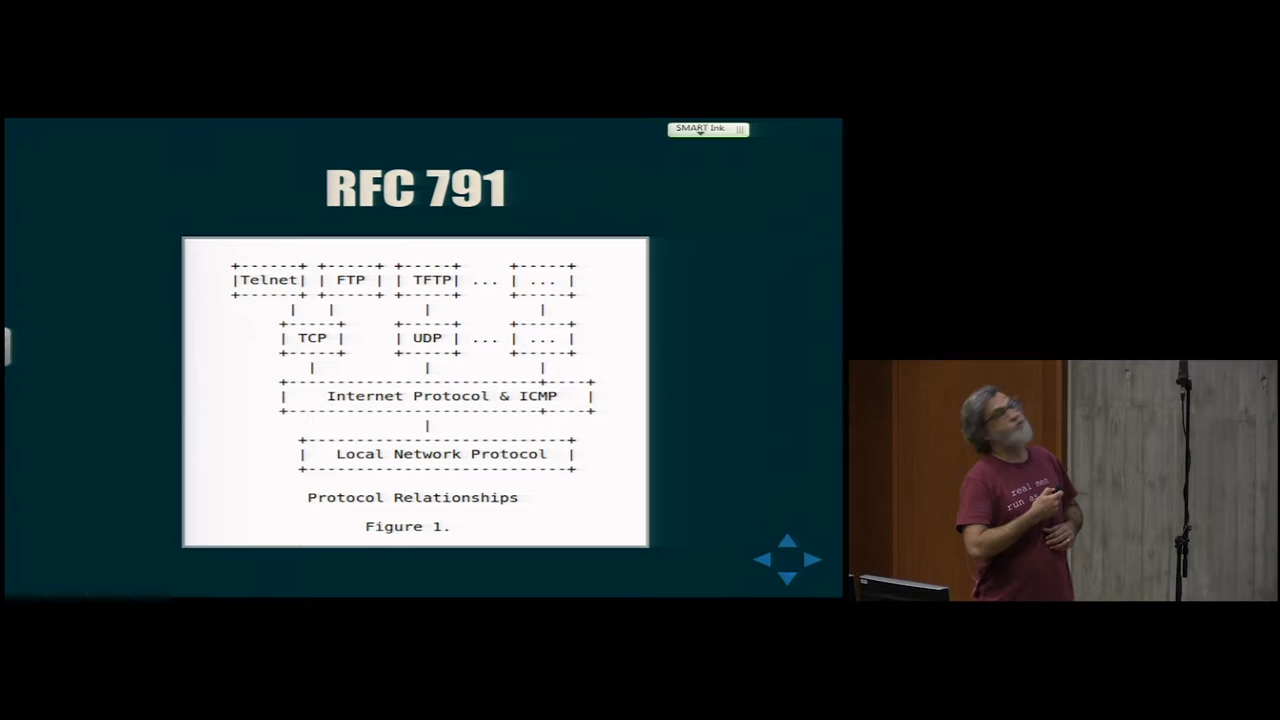 SMART Ink
RFC 791
+------+ +-----+ +-----+     +-----+
|Telnet| | FTP | | TFTP| ... | ... |
+------+ +-----+ +-----+     +-----+
| |         |           |
+-----+     +-----+     +-----+
| TCP |     | UDP | ... | ... |
+-----+     +-----+     +-----+
|           |           |
+--------------------------+----+
|    Internet Protocol & ICMP   |
+--------------------------+----+
|
+---------------------------+
|   Local Network Protocol  |
+---------------------------+
Protocol Relationships
Figure 1.
real men
run as